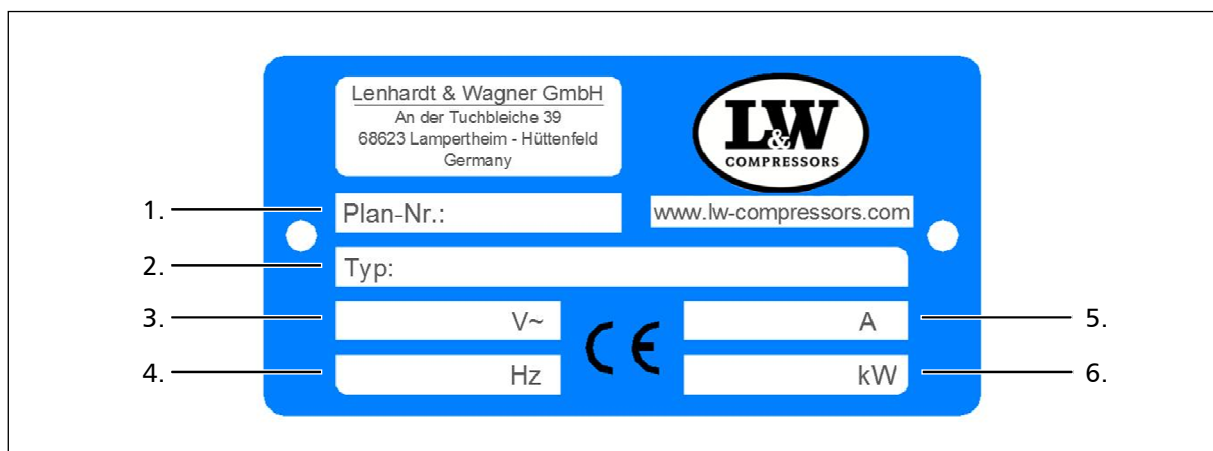 Lenhardt & Wagner GmbH
An der Tuchbleiche 39
68623 Lampertheim - Hüttenfeld
Germany
L&W
COMPRESSORS
1.
Plan-Nr.:
www.lw-compressors.com
2.
Typ:
3.
V~
CE
A
5.
4.
Hz
kW
6.